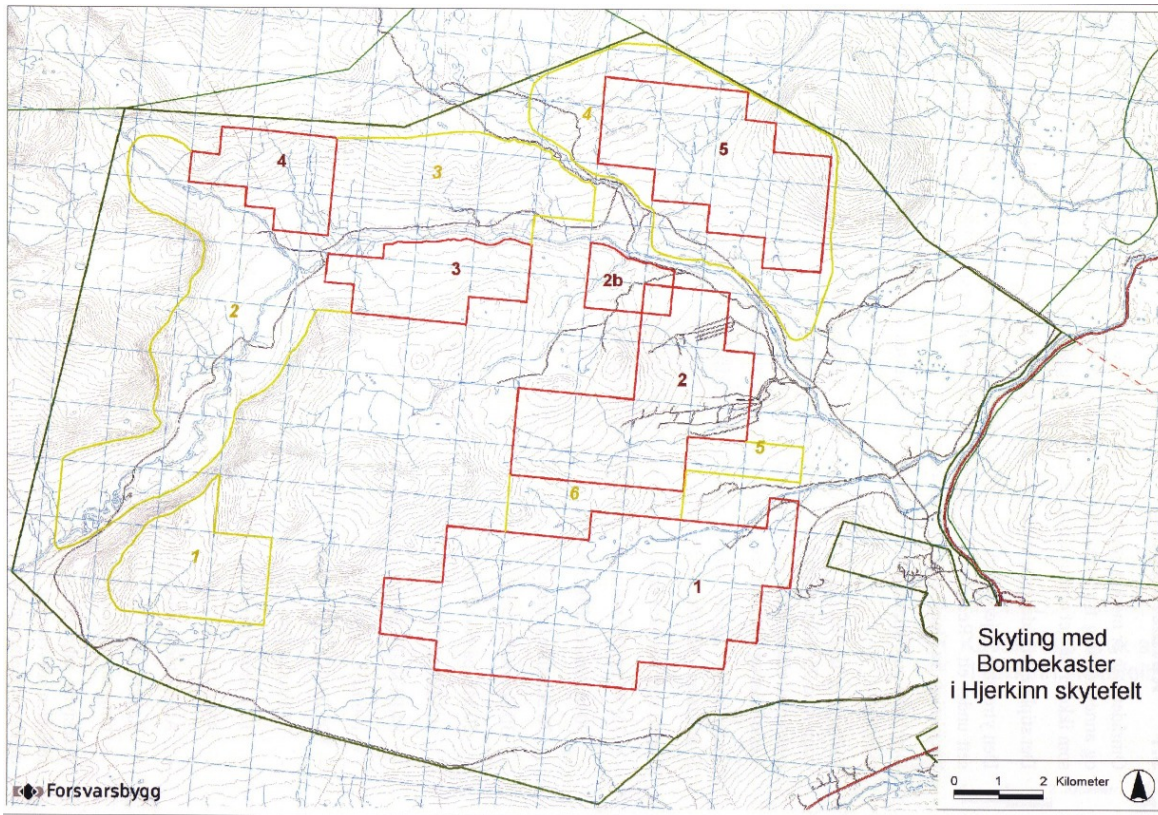 4
5
4
3
3
2b
2
2
5
6
1
1
Skyting med
Bombekaster
i Hjerkinn skytefelt
0 1 2 Kilometer
Forsvarsbygg